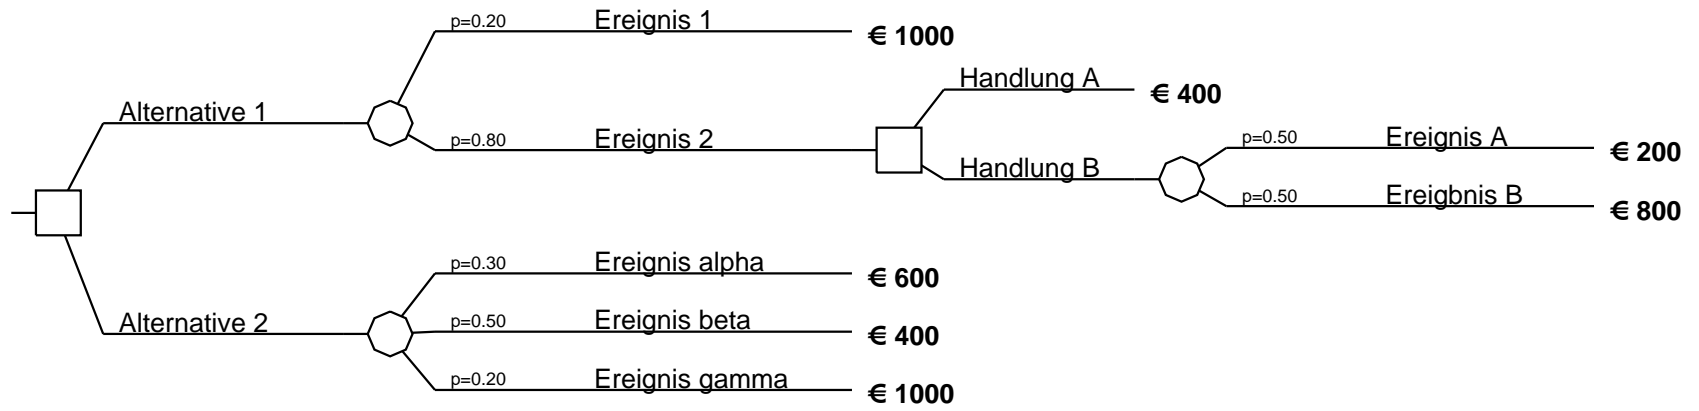 p=0.20 Ereignis 1 € 1000
Handlung A € 400
Alternative 1
p=0.80 Ereignis 2
p=0.50 Ereignis A € 200
Handlung B
p=0.50 Ereigbnis B € 800
p=0.30 Ereignis alpha € 600
Alternative 2
p=0.50 Ereignis beta € 400
p=0.20 Ereignis gamma € 1000